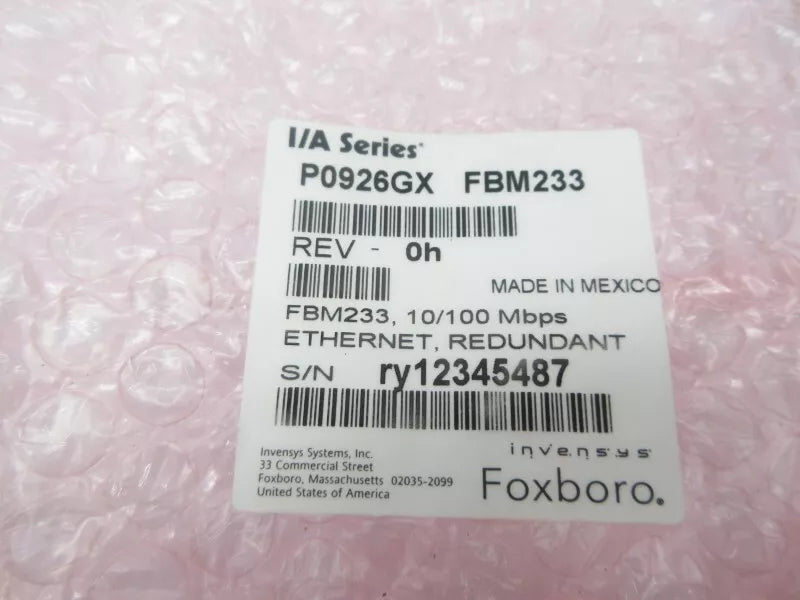 I/A Series®
P0926GX FBM233
REV - 0h
MADE IN MEXICO
FBM233, 10/100 Mbps
ETHERNET, REDUNDANT
S/N ry12345487
Invensys Systems, Inc.
33 Commercial Street
Foxboro, Massachusetts 02035-2099
United States of America
invensys
Foxboro®